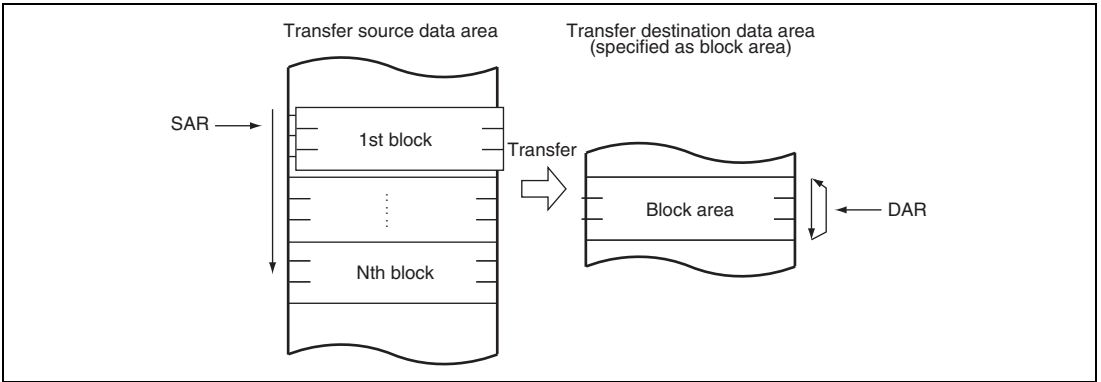 Transfer source data area
Transfer destination data area
(specified as block area)
SAR
1st block
Transfer
Block area
DAR
Nth block